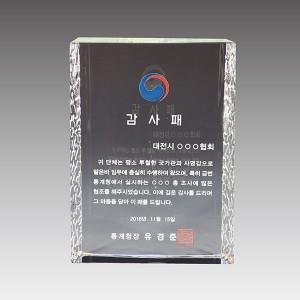 감 사 패
대전시 ○○○협회
귀 단체는 평소 투철한 국가관과 사명감으로
맡은바 임무에 충실히 수행하여 왔으며, 특히 금번
통계청에서 실시하는 ○○○ 총 조사에 많은
협조를 해주시었습니다. 이에 깊은 감사를 드리며
그 마음을 담아 이 패를 드립니다.
2016년 11월 15일
통계청장 유 경 준